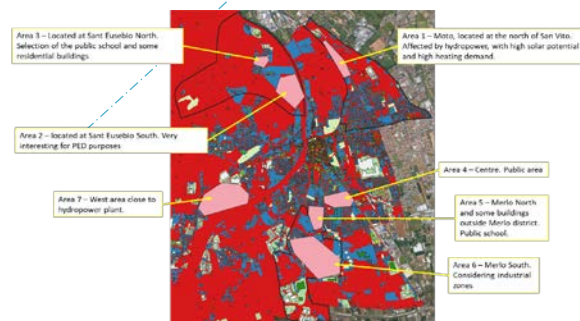 Area 3 – Located at Sant Eusebio North.
Selection of the public school and some
residential buildings
Area 1 – Moto, located at the north of San Vito.
Affected by hydropower, with high solar potential
and high heating demand.
Area 2 – located at Sant Eusebio South. Very
interesting for PED purposes
Area 4 – Centre. Public area
Area 7 – West area close to
hydropower plant.
Area 5 – Merlo North
and some buildings
outside Merlo district.
Public school.
Area 6 – Merlo South.
Considering industrial
zones